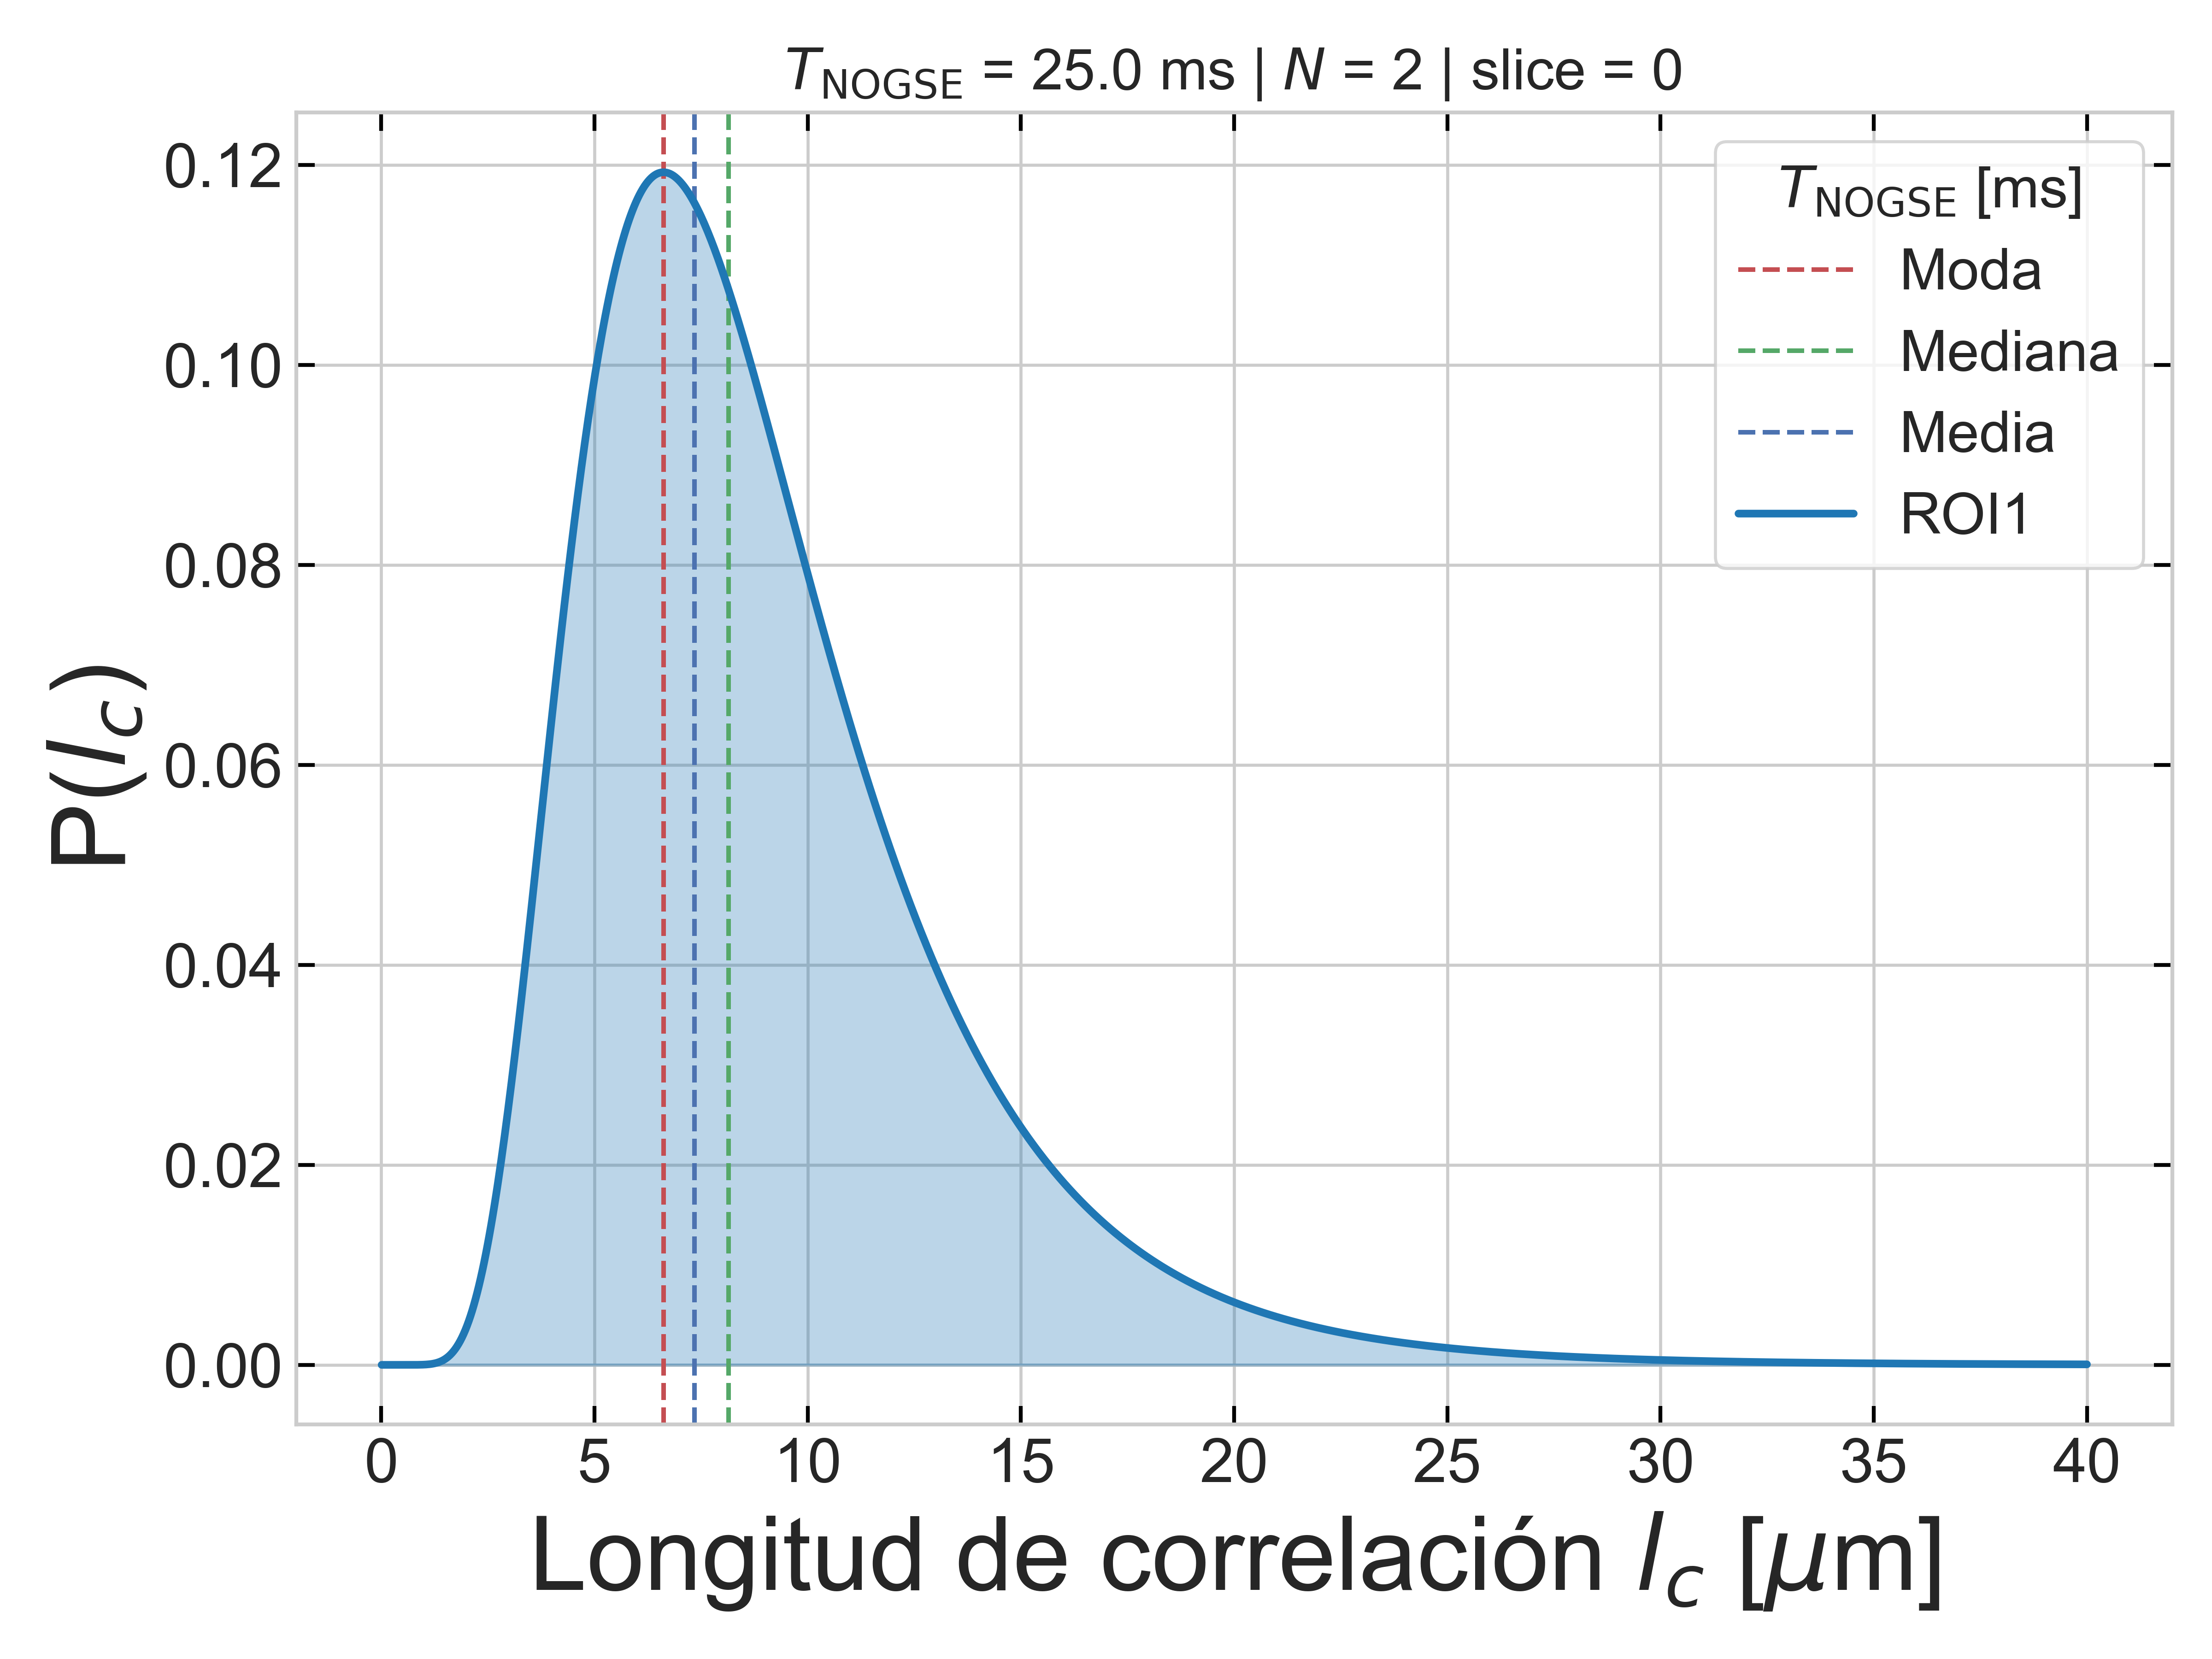 T_NOGSE = 25.0 ms | N = 2 | slice = 0
T_NOGSE [ms]
Moda
Mediana
Media
ROI1
P(l_c)
0.12
0.10
0.08
0.06
0.04
0.02
0.00
0 5 10 15 20 25 30 35 40
Longitud de correlación l_c [μm]